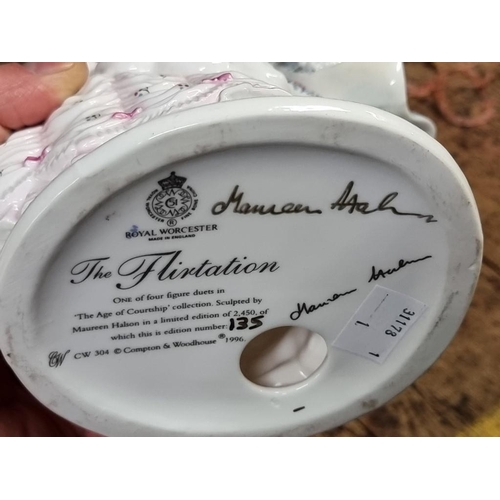 Maureen Halson
ROYAL WORCESTER
MADE IN ENGLAND
The Flirtation
ONE of four figure duets in
'The Age of Courtship' collection. Sculpted by
Maureen Halson in a limited edition of 2,450, of
which this is edition number: 135
CW 304 © Compton & Woodhouse ® 1996.
Maureen Halson
31178 1
1